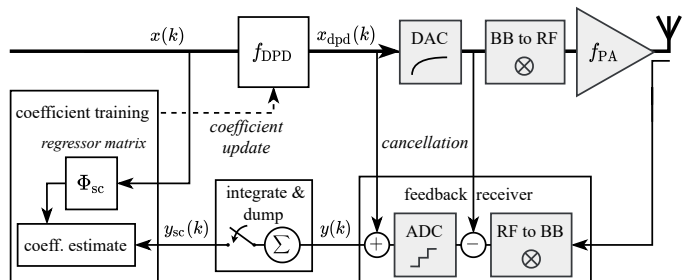 x(k)
f_DPD
x_dpd(k)
DAC
BB to RF
f_PA
coefficient training
coefficient
update
regressor matrix
Φ_sc
coeff. estimate
y_sc(k)
integrate &
dump
Σ
y(k)
cancellation
feedback receiver
+
ADC
−
RF to BB